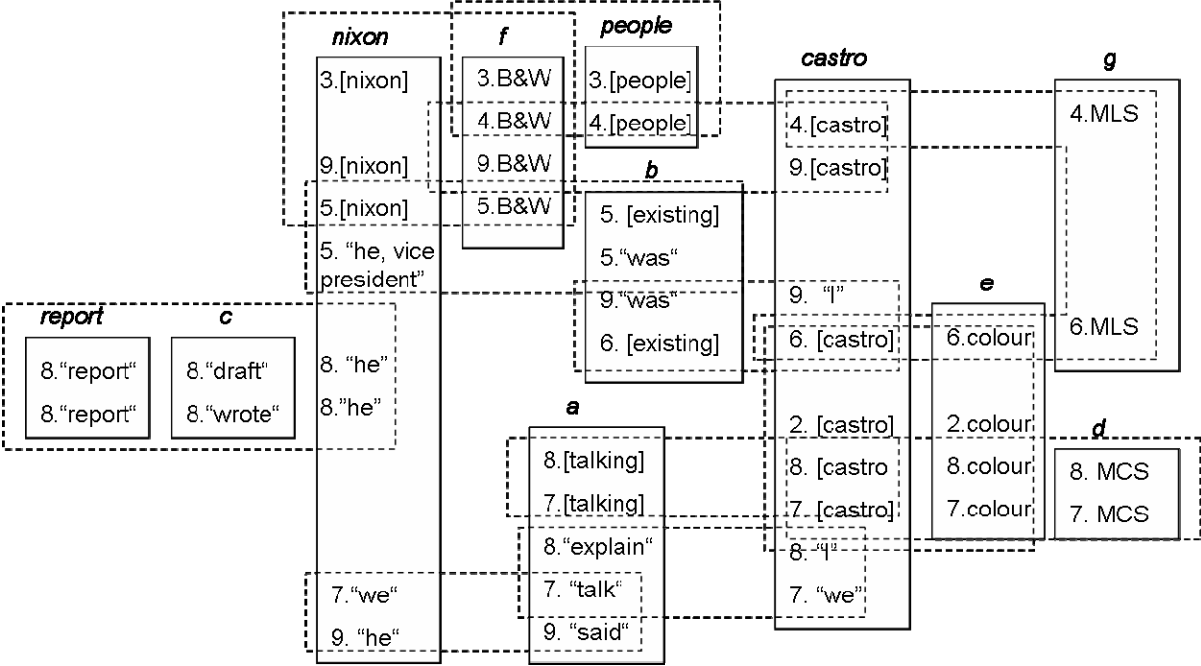 nixon
3.[nixon]
9.[nixon]
5.[nixon]
5. “he, vice
president”
8. “he”
8.”he”
7.“we“
9. “he“
f
3.B&W
4.B&W
9.B&W
5.B&W
people
3.[people]
4.[people]
b
5. [existing]
5.“was“
9.“was“
6. [existing]
castro
4.[castro]
9.[castro]
9. “I”
6. [castro]
2. [castro]
8. [castro
7. [castro]
8. “I”
7. “we”
g
4.MLS
6.MLS
e
6.colour
2.colour
8.colour
7.colour
d
8. MCS
7. MCS
report
8.“report“
8.“report“
c
8.“draft“
8.“wrote“
a
8.[talking]
7.[talking]
8.“explain“
7. “talk“
9. “said“